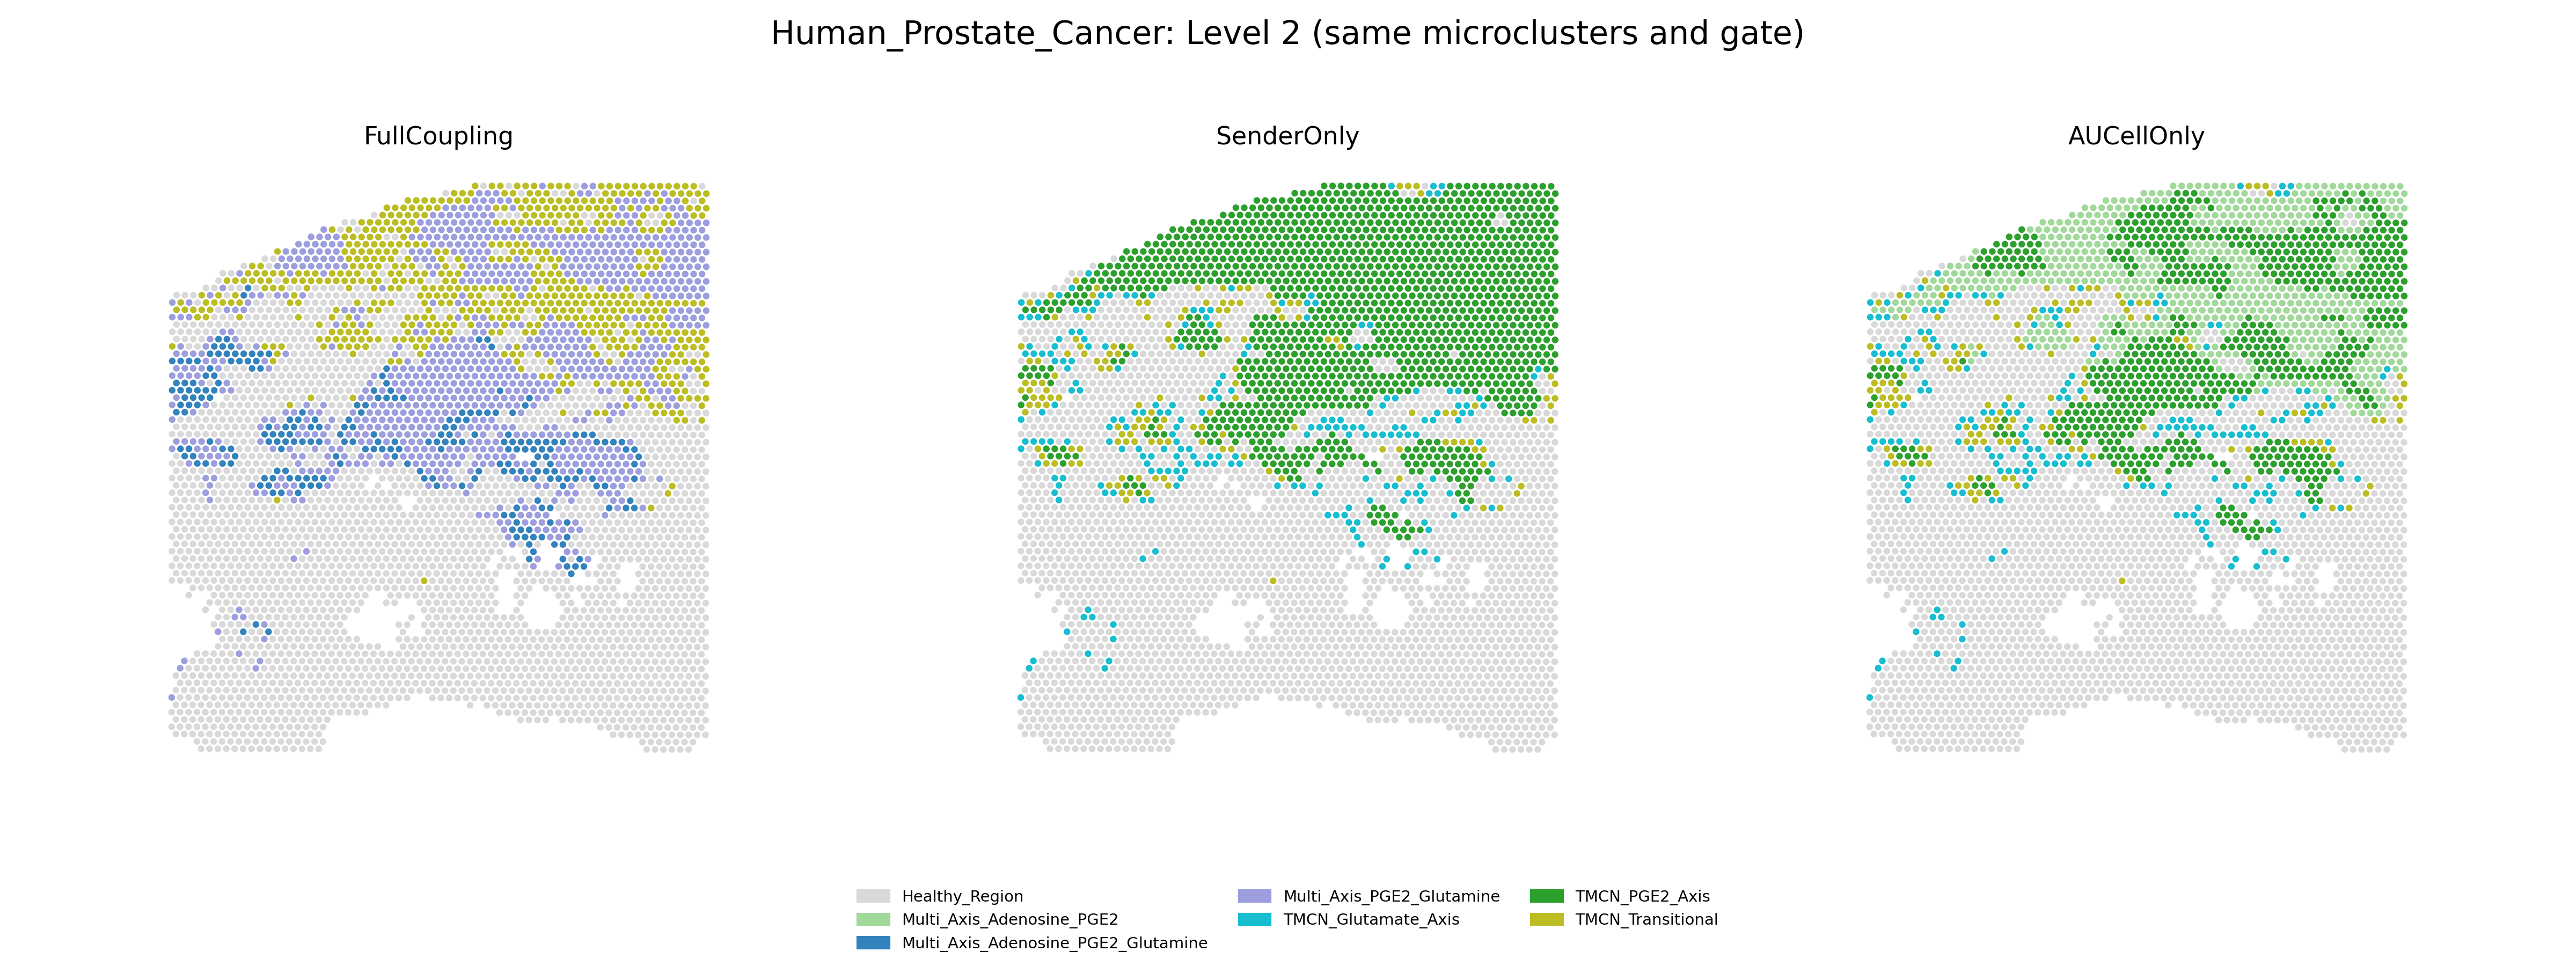 Human_Prostate_Cancer: Level 2 (same microclusters and gate)
FullCoupling
SenderOnly
AUCellOnly
Healthy_Region
Multi_Axis_Adenosine_PGE2
Multi_Axis_Adenosine_PGE2_Glutamine
Multi_Axis_PGE2_Glutamine
TMCN_Glutamate_Axis
TMCN_PGE2_Axis
TMCN_Transitional